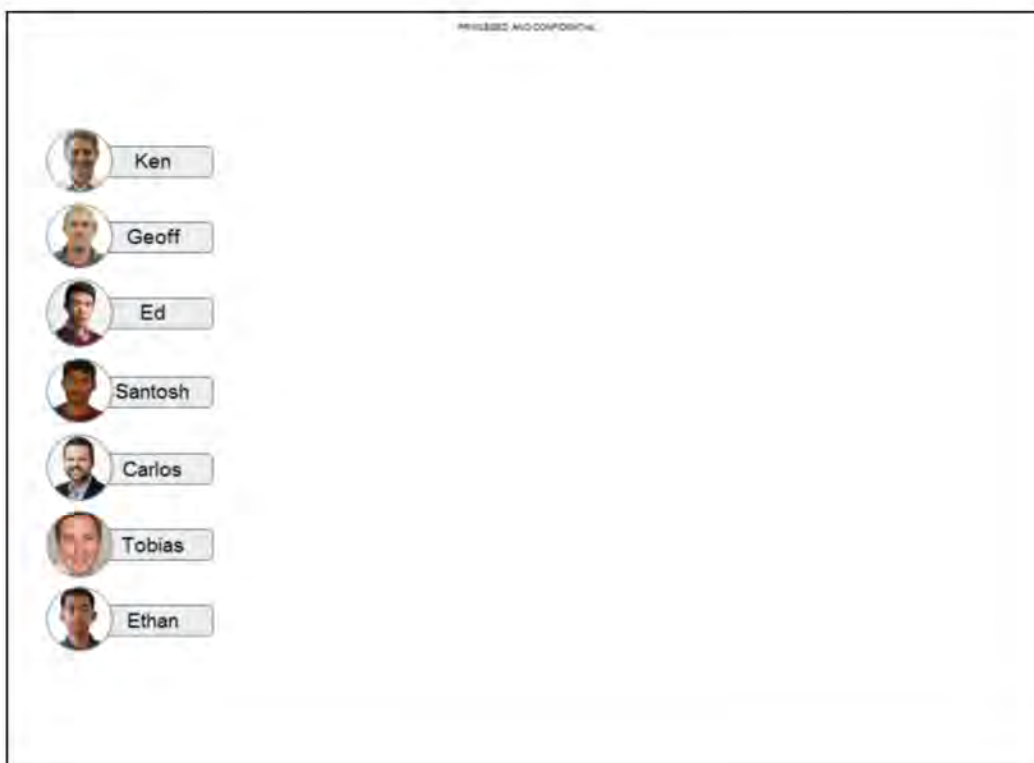 PRIVILEGED AND CONFIDENTIAL
Ken
Geoff
Ed
Santosh
Carlos
Tobias
Ethan